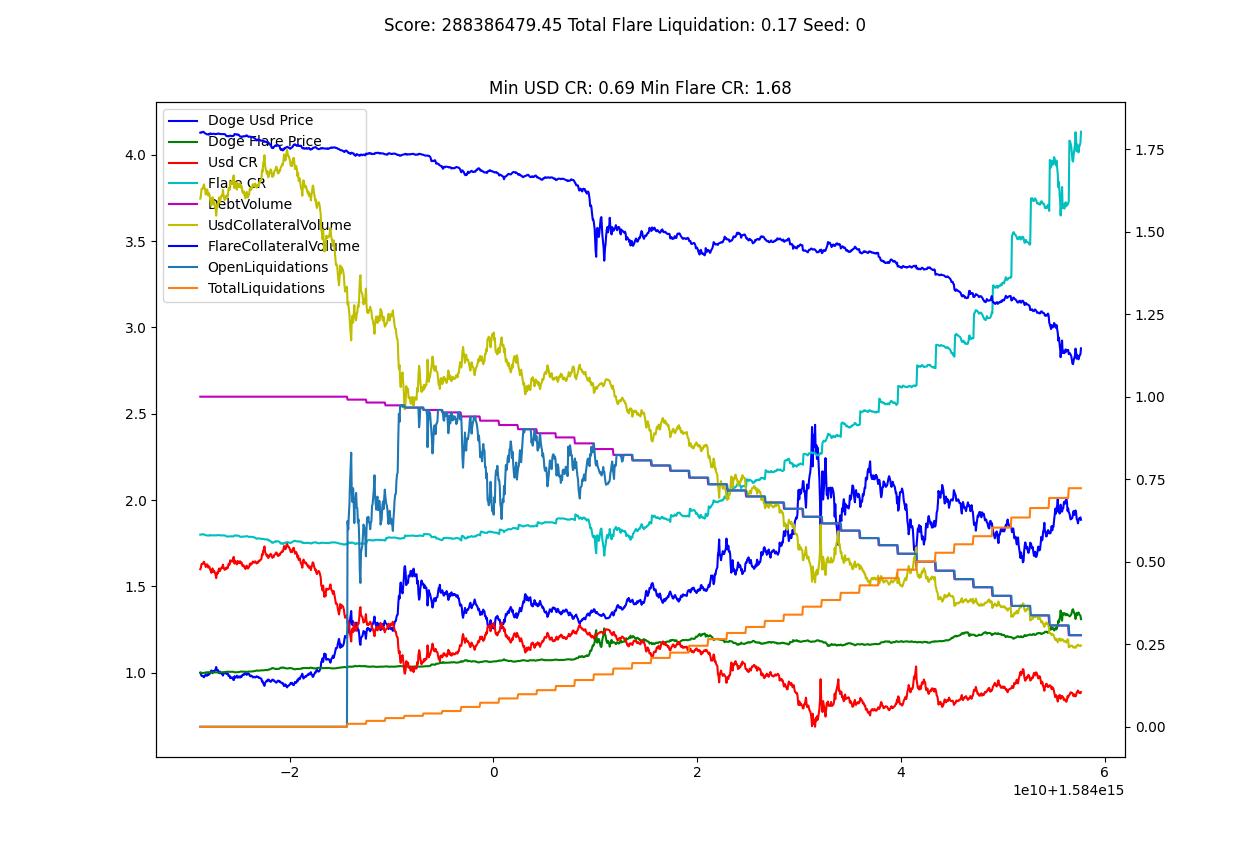 Score: 288386479.45 Total Flare Liquidation: 0.17 Seed: 0
Min USD CR: 0.69 Min Flare CR: 1.68
Doge Usd Price
Doge Flare Price
Usd CR
Flare CR
DebtVolume
UsdCollateralVolume
FlareCollateralVolume
OpenLiquidations
TotalLiquidations
4.0
3.5
3.0
2.5
2.0
1.5
1.0
1.75
1.50
1.25
1.00
0.75
0.50
0.25
0.00
−2
0
2
4
6
1e10+1.584e15